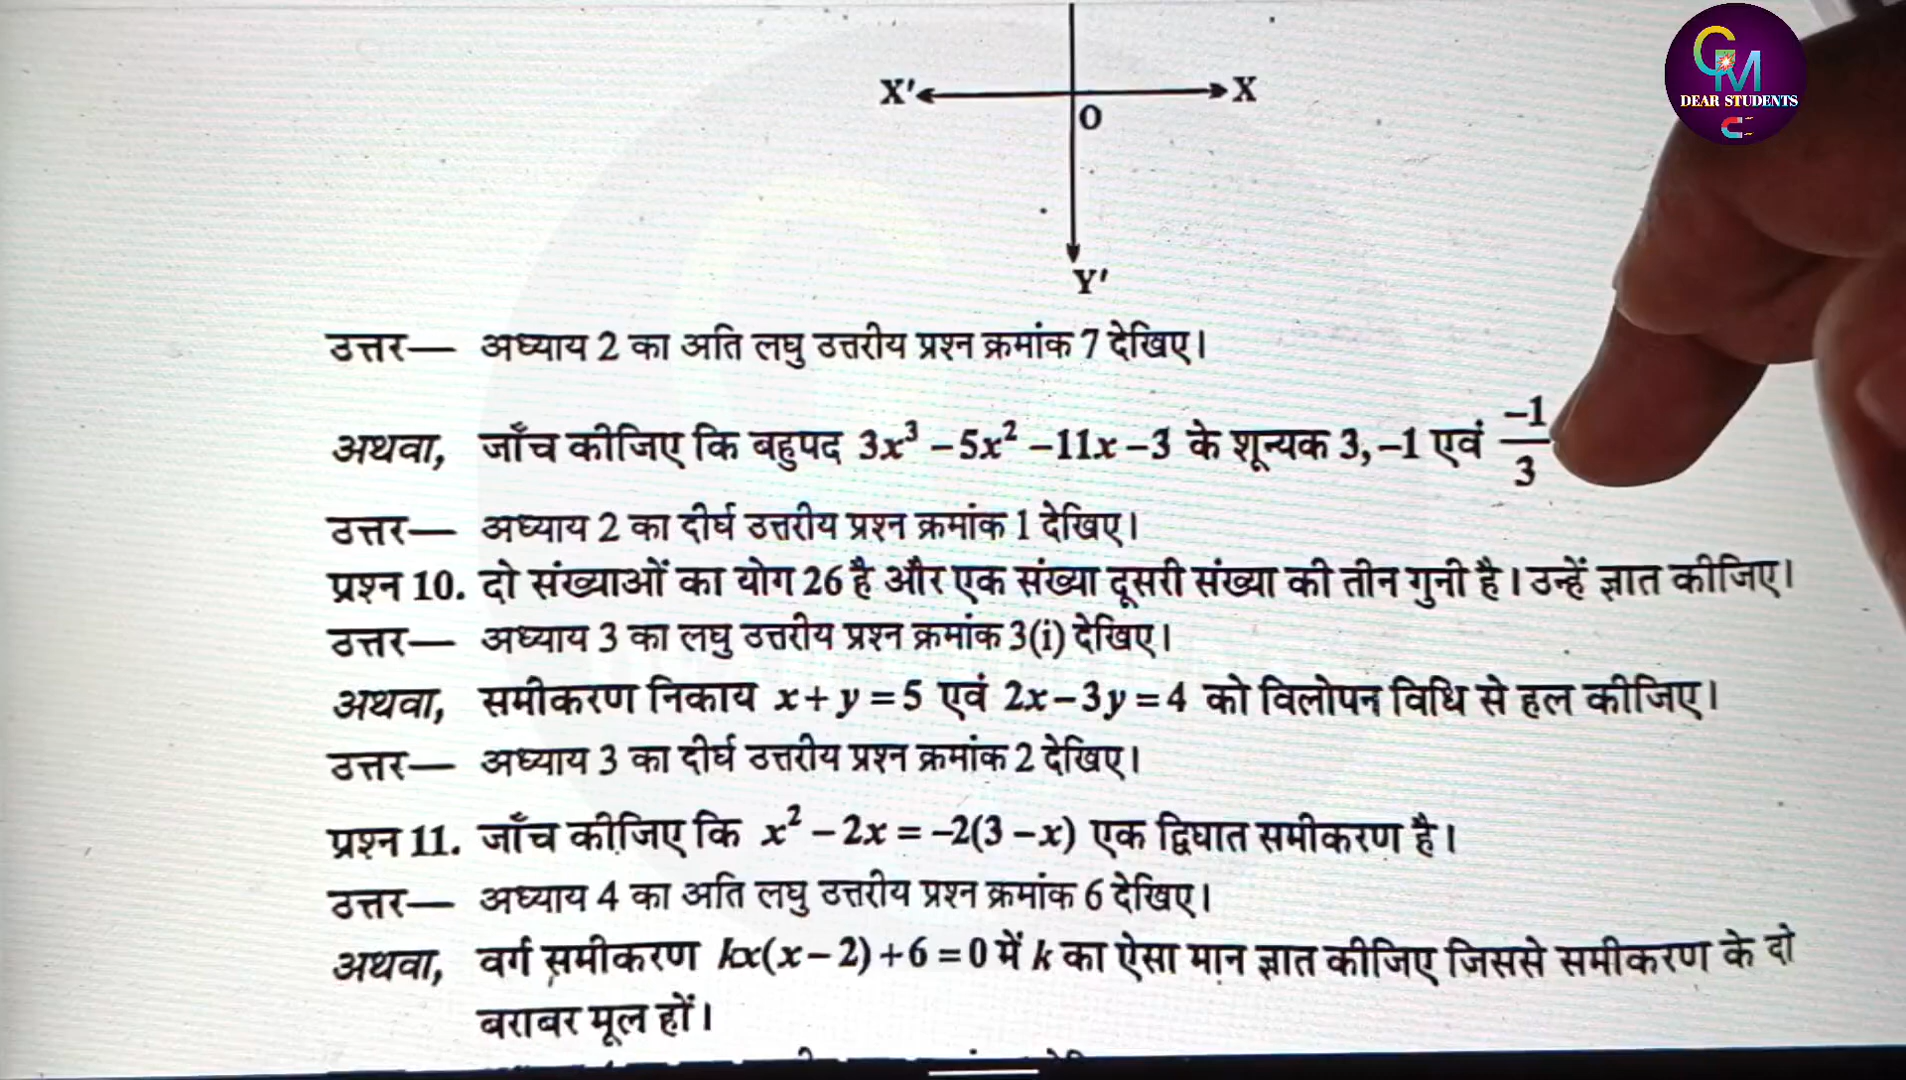 GM
DEAR STUDENTS
X' X
O
Y'
उत्तर— अध्याय 2 का अति लघु उत्तरीय प्रश्न क्रमांक 7 देखिए।
अथवा, जाँच कीजिए कि बहुपद 3x³ – 5x² – 11x – 3 के शून्यक 3, –1 एवं –1/3
उत्तर— अध्याय 2 का दीर्घ उत्तरीय प्रश्न क्रमांक 1 देखिए।
प्रश्न 10. दो संख्याओं का योग 26 है और एक संख्या दूसरी संख्या की तीन गुनी है। उन्हें ज्ञात कीजिए।
उत्तर— अध्याय 3 का लघु उत्तरीय प्रश्न क्रमांक 3(i) देखिए।
अथवा, समीकरण निकाय x + y = 5 एवं 2x – 3y = 4 को विलोपन विधि से हल कीजिए।
उत्तर— अध्याय 3 का दीर्घ उत्तरीय प्रश्न क्रमांक 2 देखिए।
प्रश्न 11. जाँच कीजिए कि x² – 2x = –2(3 – x) एक द्विघात समीकरण है।
उत्तर— अध्याय 4 का अति लघु उत्तरीय प्रश्न क्रमांक 6 देखिए।
अथवा, वर्ग समीकरण kx(x – 2) + 6 = 0 में k का ऐसा मान ज्ञात कीजिए जिससे समीकरण के दो
बराबर मूल हों।